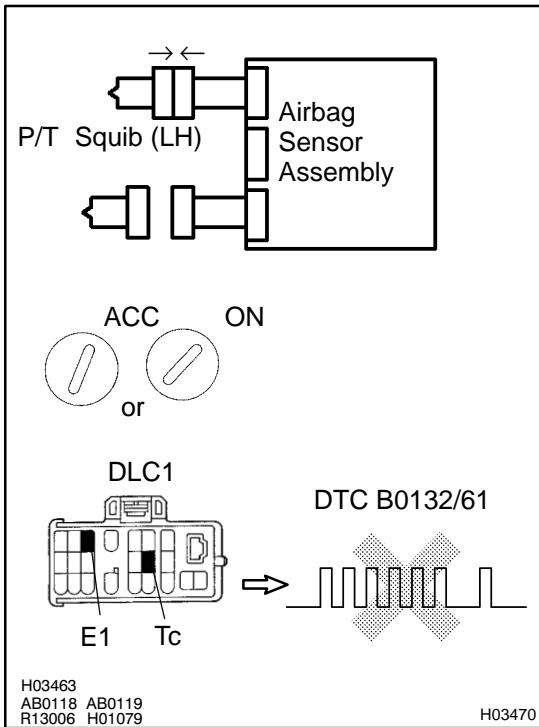 Airbag
Sensor
Assembly
P/T Squib (LH)
ACC ON
or
DLC1
DTC B0132/61
E1 Tc
H03463
AB0118 AB0119
R13006 H01079
H03470